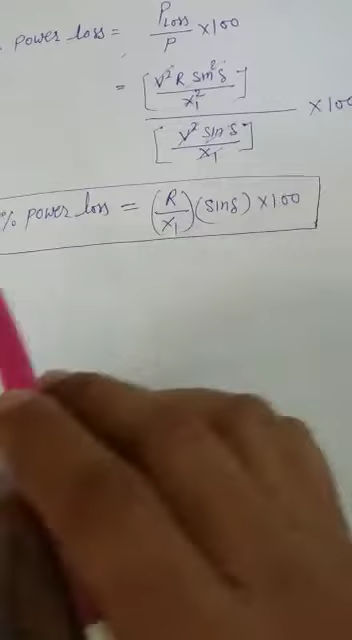 . power loss = P_Loss / P × 100
= [V² R sin²δ / X₁²] / [V² sin δ / X₁] × 100
% power loss = (R / X₁) (sin δ) × 100